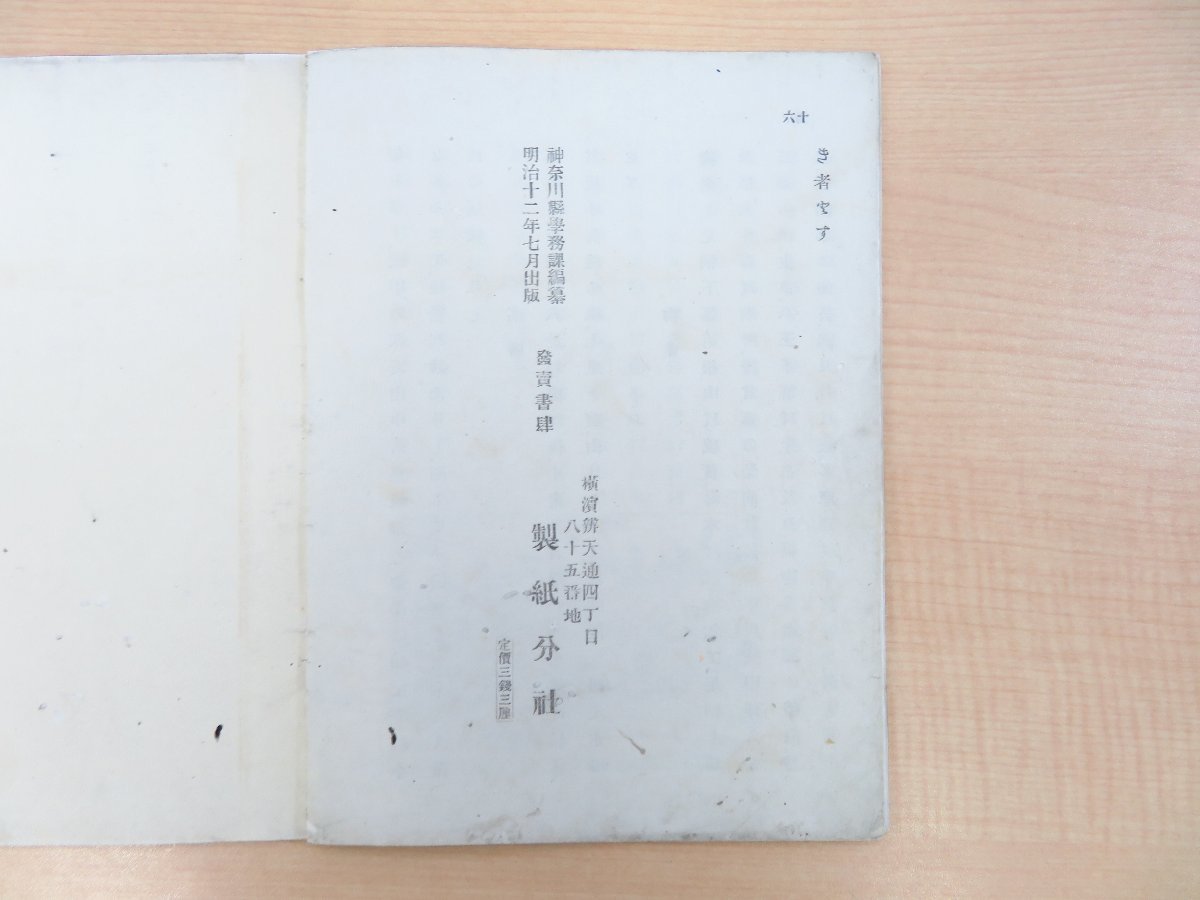 十六
き者とす
神奈川縣學務課編纂
明治十二年七月出版
發賣書肆
橫濱辨天通四丁目
八十五番地
製紙分社
定價三錢三厘